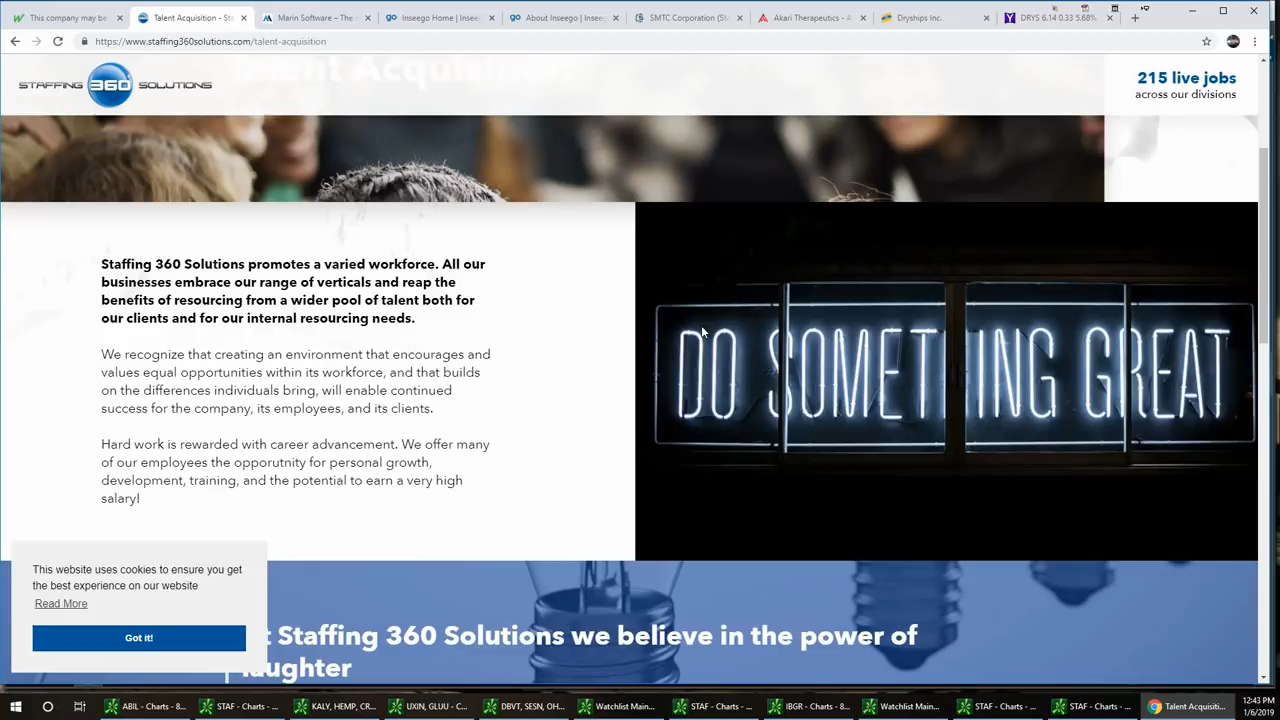 This company may be
Talent Acquisition - Sta
Marin Software – The
Inseego Home | Inseeg
About Inseego | Inseeg
SMTC Corporation (SM
Akari Therapeutics - A
Dryships Inc.
DRYS 6.14 0.33 5.68%
https://www.staffing360solutions.com/talent-acquisition
Talent Acquisi
STAFFING 360 SOLUTIONS
215 live jobs
across our divisions
Staffing 360 Solutions promotes a varied workforce. All our
businesses embrace our range of verticals and reap the
benefits of resourcing from a wider pool of talent both for
our clients and for our internal resourcing needs.
We recognize that creating an environment that encourages and
values equal opportunities within its workforce, and that builds
on the differences individuals bring, will enable continued
success for the company, its employees, and its clients.
Hard work is rewarded with career advancement. We offer many
of our employees the opporutnity for personal growth,
development, training, and the potential to earn a very high
salary!
DO SOMETHING GREAT
This website uses cookies to ensure you get
the best experience on our website
Read More
Got it!
t Staffing 360 Solutions we believe in the power of
laughter
ABIL - Charts - 8...
STAF - Charts - ...
KALY, HEMP, CR...
UXIN, GLUU - C...
DBVT, SESN, OH...
Watchlist Main...
STAF - Charts - ...
IBGR - Charts - 8...
Watchlist Main...
STAF - Charts - ...
STAF - Charts - ...
Talent Acquisiti...
12:43 PM
1/6/2019